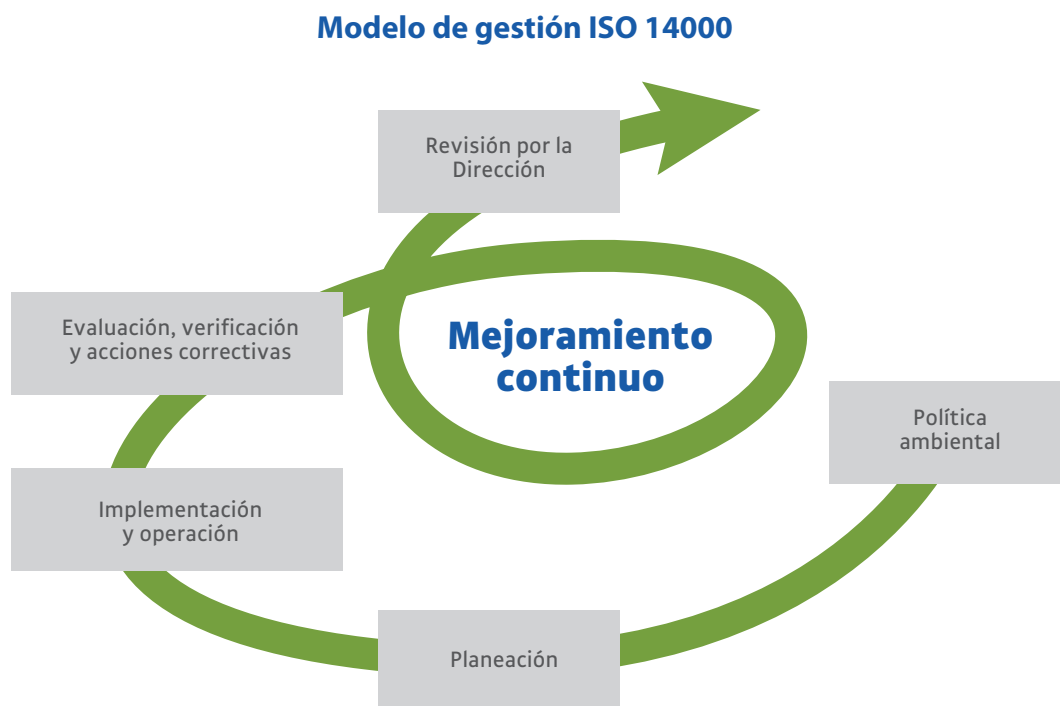 Modelo de gestión ISO 14000
Revisión por la
Dirección
Evaluación, verificación
y acciones correctivas
Mejoramiento
continuo
Política
ambiental
Implementación
y operación
Planeación